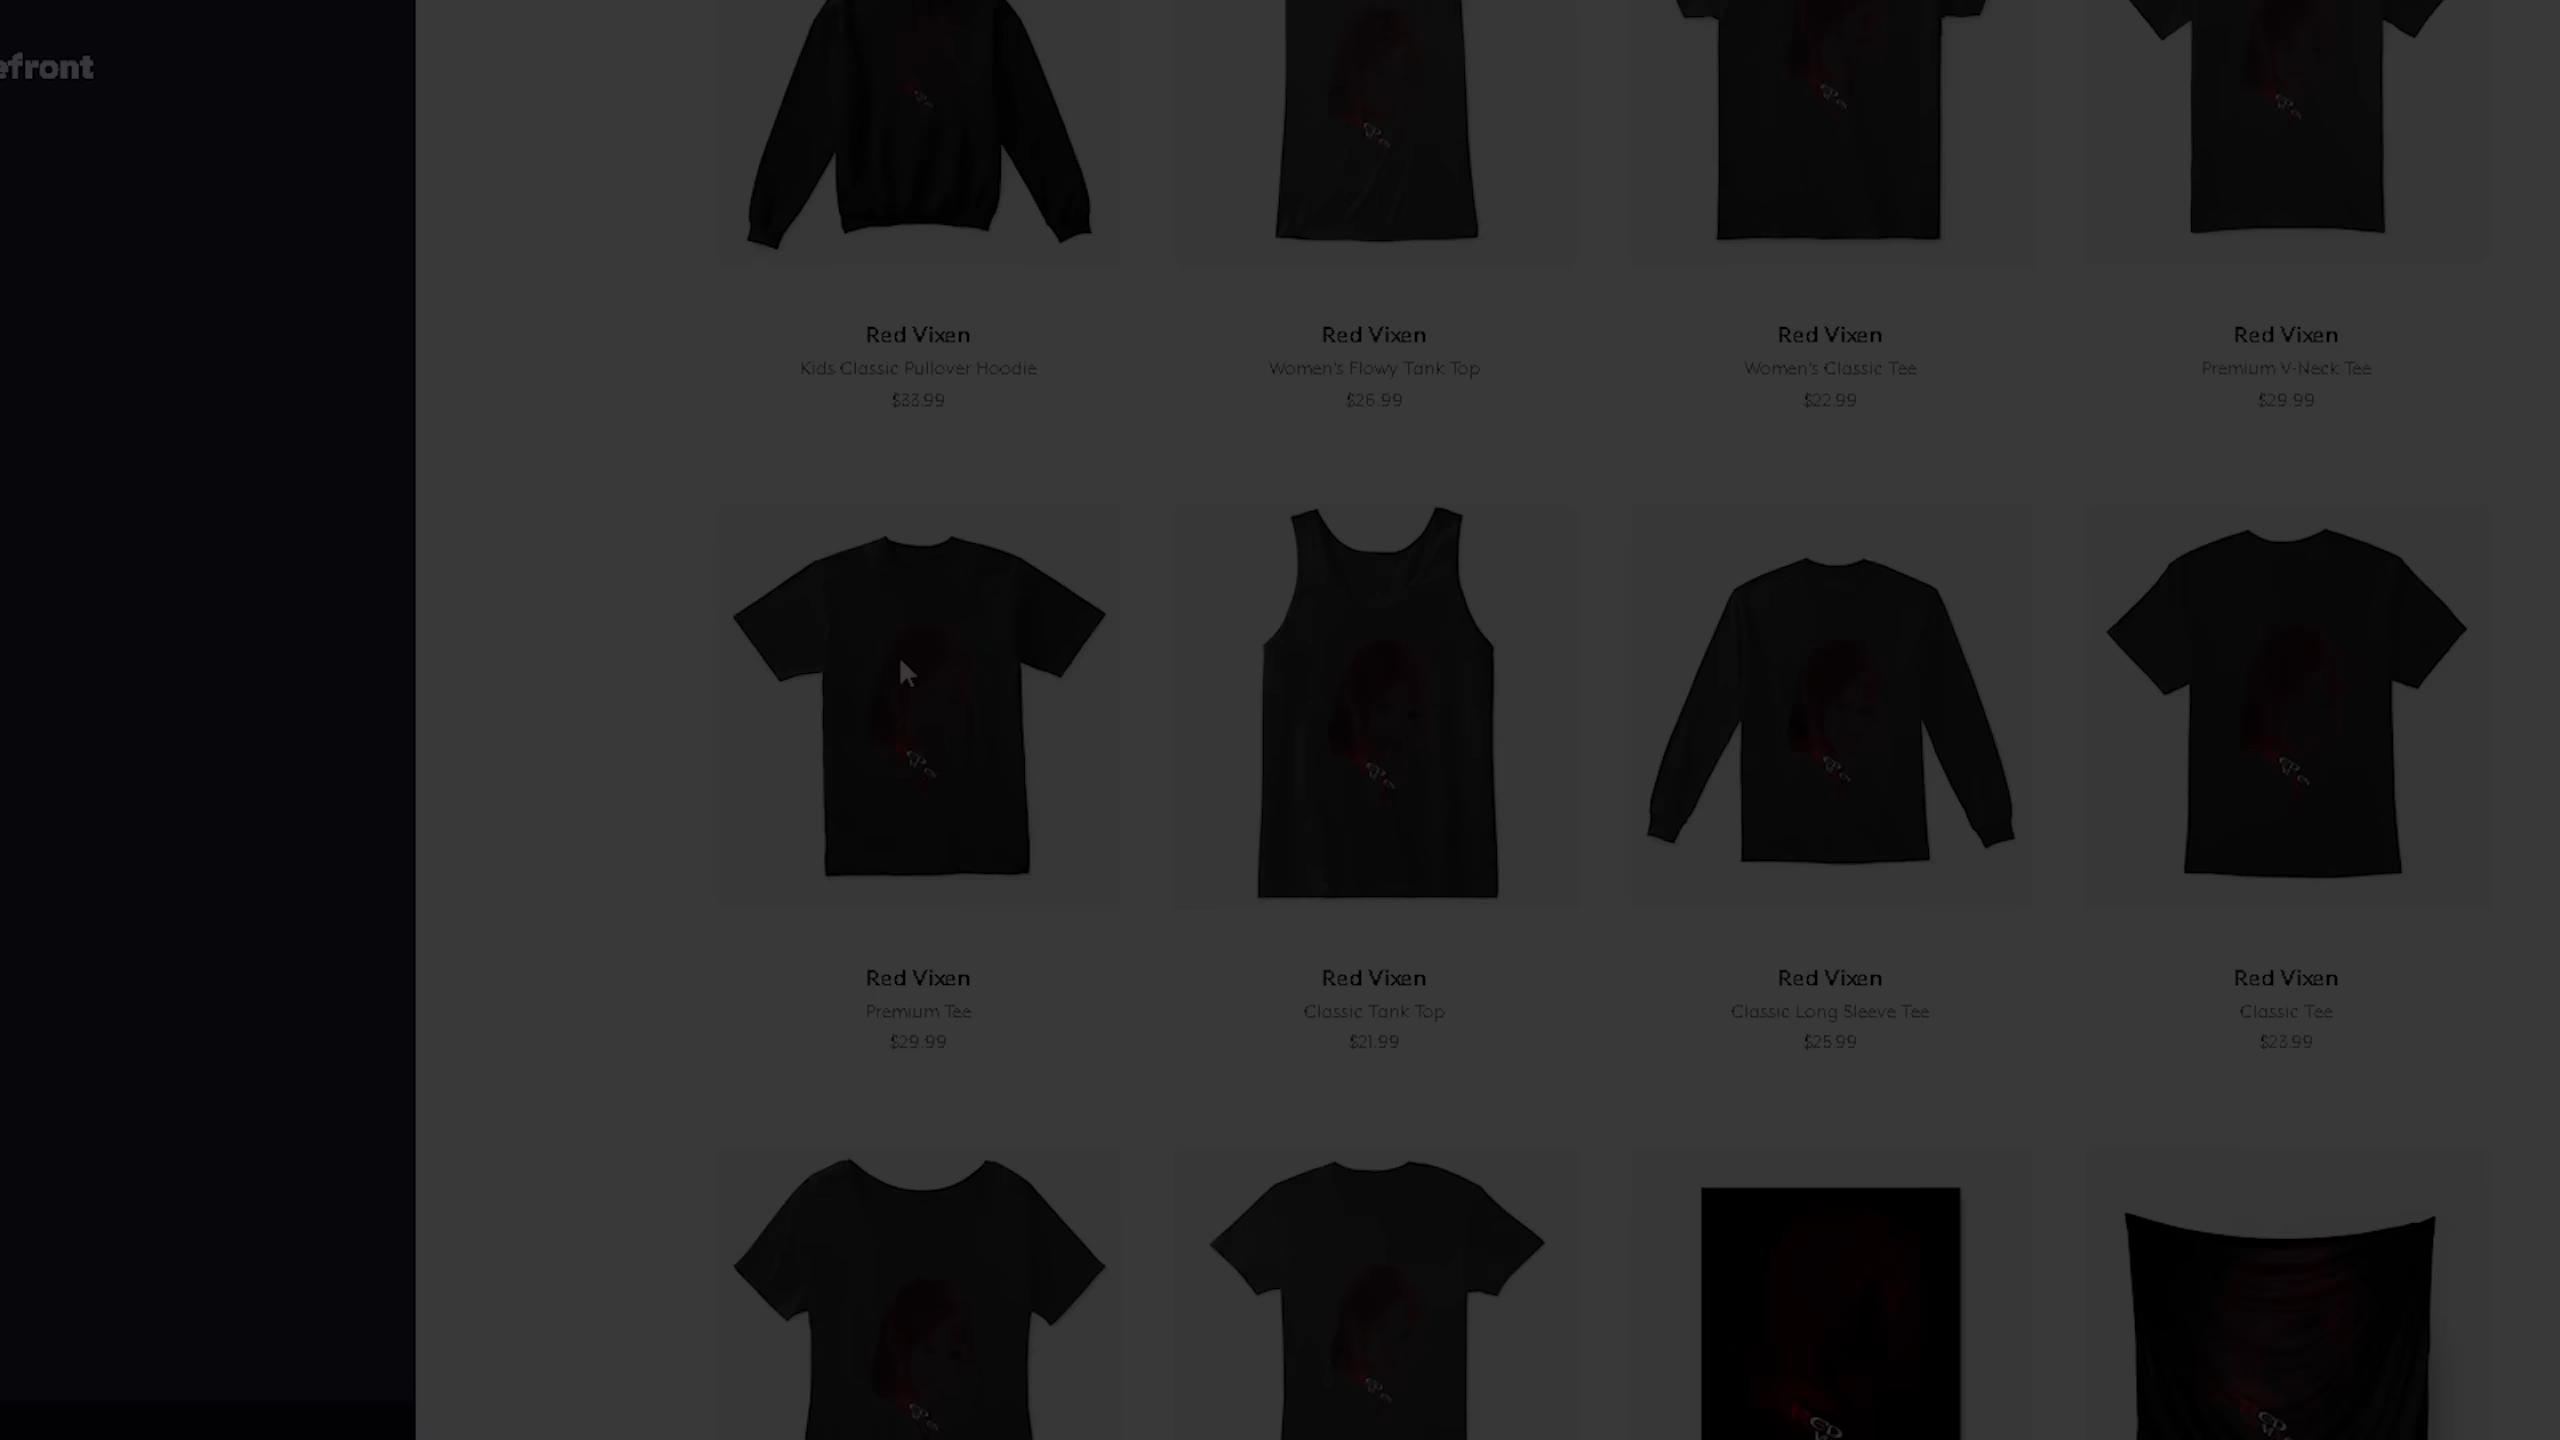 efront
Red Vixen
Kids Classic Pullover Hoodie
$33.99
Red Vixen
Women's Flowy Tank Top
$26.99
Red Vixen
Women's Classic Tee
$22.99
Red Vixen
Premium V-Neck Tee
$29.99
Red Vixen
Premium Tee
$29.99
Red Vixen
Classic Tank Top
$21.99
Red Vixen
Classic Long Sleeve Tee
$25.99
Red Vixen
Classic Tee
$23.99